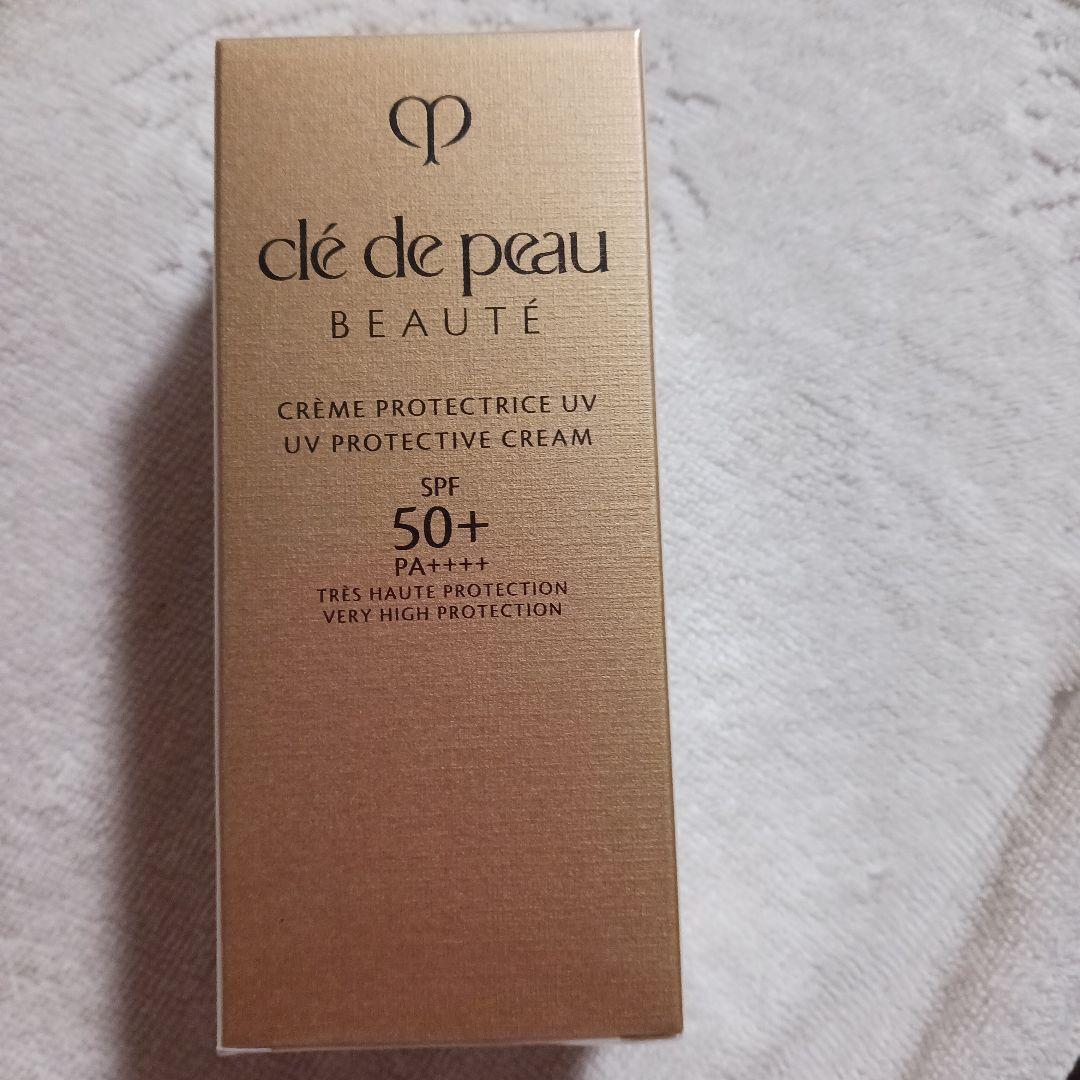 clé de peau
BEAUTÉ
CRÈME PROTECTRICE UV
UV PROTECTIVE CREAM
SPF
50+
PA++++
TRÈS HAUTE PROTECTION
VERY HIGH PROTECTION